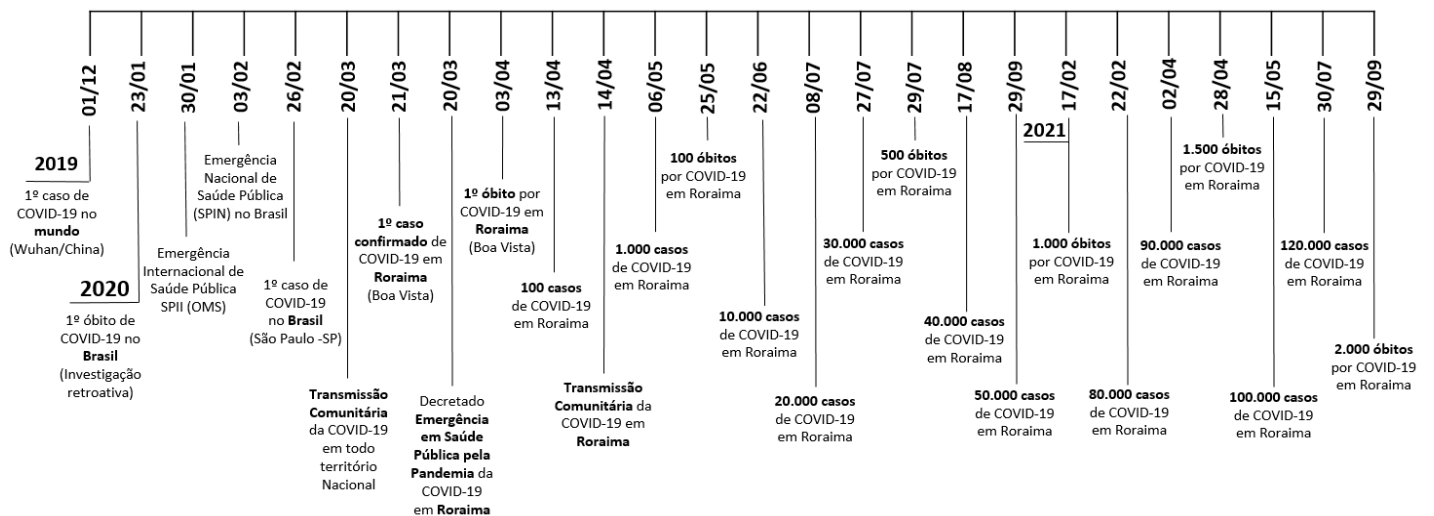 01/12
23/01
30/01
03/02
26/02
20/03
21/03
20/03
03/04
14/04
06/05
25/05
22/06
08/07
27/07
29/07
17/08
29/09
17/02
22/02
02/04
28/04
15/05
30/07
29/09
2019
1º caso de
COVID-19 no
mundo
(Wuhan/China)
2020
1º óbito de
COVID-19 no
Brasil
(Investigação
retroativa)
Emergência
Internacional de
Saúde Pública
SPII (OMS)
Emergência
Nacional de
Saúde Pública
(SPIN) no Brasil
1º caso de
COVID-19
no Brasil
(São Paulo -SP)
Transmissão
Comunitária
da COVID-19
em todo
território
Nacional
1º caso
confirmado de
COVID-19 em
Roraima
(Boa Vista)
Decretado
Emergência
em Saúde
Pública pela
Pandemia da
COVID-19
em Roraima
1º óbito por
COVID-19 em
Roraima
(Boa Vista)
100 casos
de COVID-19
em Roraima
Transmissão
Comunitária da
COVID-19 em
Roraima
1.000 casos
de COVID-19
em Roraima
100 óbitos
por COVID-19
em Roraima
10.000 casos
de COVID-19
em Roraima
20.000 casos
de COVID-19
em Roraima
30.000 casos
de COVID-19
em Roraima
500 óbitos
por COVID-19
em Roraima
40.000 casos
de COVID-19
em Roraima
50.000 casos
de COVID-19
em Roraima
2021
1.000 óbitos
por COVID-19
em Roraima
80.000 casos
de COVID-19
em Roraima
90.000 casos
de COVID-19
em Roraima
1.500 óbitos
por COVID-19
em Roraima
100.000 casos
de COVID-19
em Roraima
120.000 casos
de COVID-19
em Roraima
2.000 óbitos
por COVID-19
em Roraima